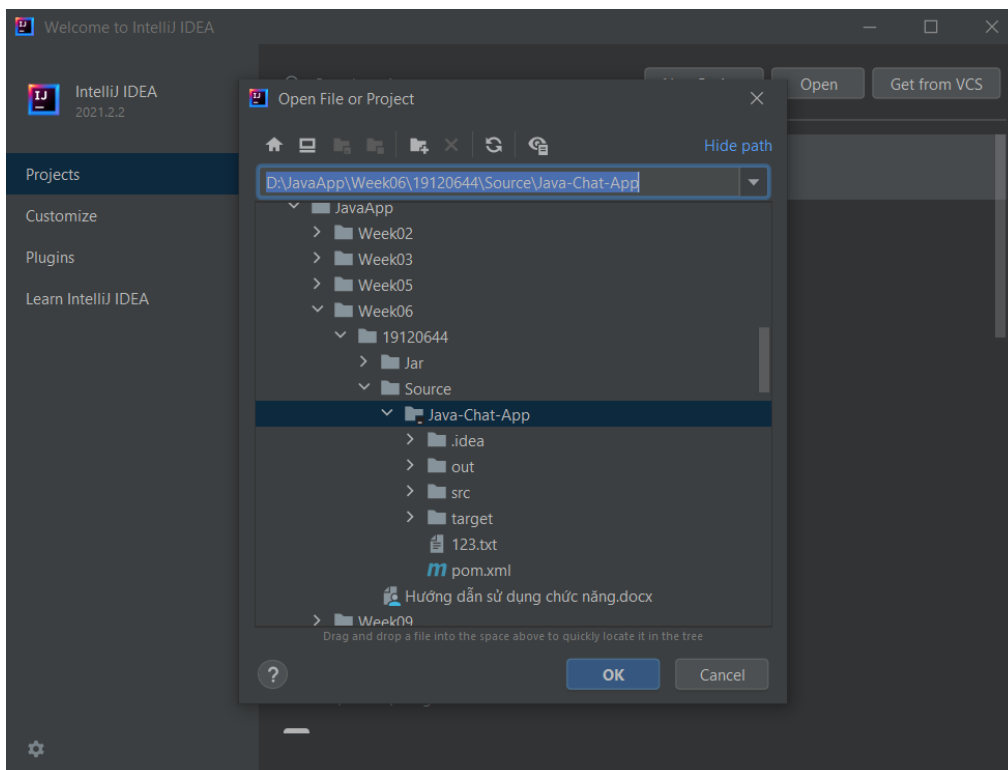 Welcome to IntelliJ IDEA
IntelliJ IDEA
2021.2.2
Projects
Customize
Plugins
Learn IntelliJ IDEA
Open
Get from VCS
Open File or Project
Hide path
D:\JavaApp\Week06\19120644\Source\Java-Chat-App
JavaApp
Week02
Week03
Week05
Week06
19120644
Jar
Source
Java-Chat-App
.idea
out
src
target
123.txt
pom.xml
Hướng dẫn sử dụng chức năng.docx
Week09
Drag and drop a file into the space above to quickly locate it in the tree
?
OK
Cancel